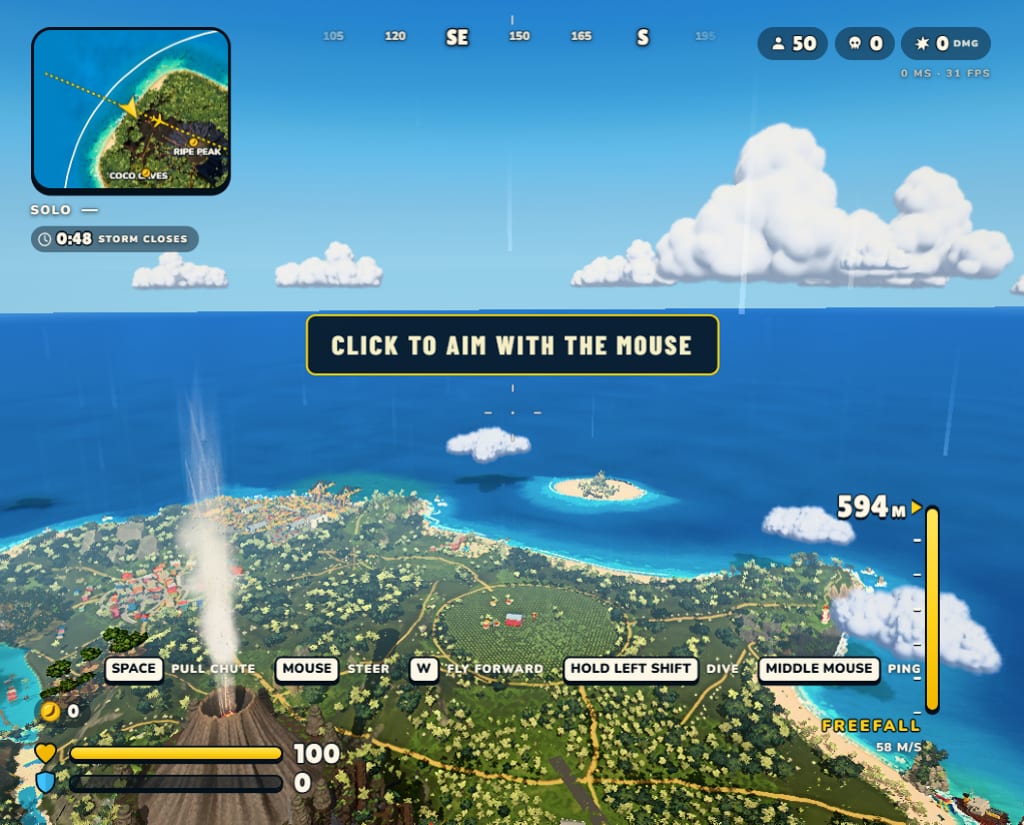 105 120 SE 150 165 S 195
50 0 0 DMG
0 MS · 31 FPS
RIPE PEAK
COCO CAVES
SOLO —
0:48 STORM CLOSES
CLICK TO AIM WITH THE MOUSE
594 M
SPACE PULL CHUTE MOUSE STEER W FLY FORWARD HOLD LEFT SHIFT DIVE MIDDLE MOUSE PING
0
FREEFALL
58 M/S
100
0